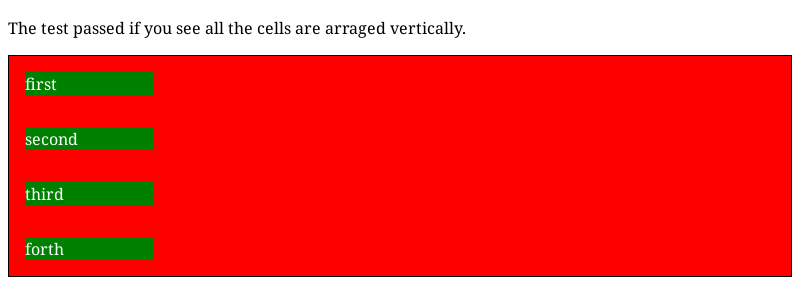 The test passed if you see all the cells are arraged vertically.
first
second
third
forth